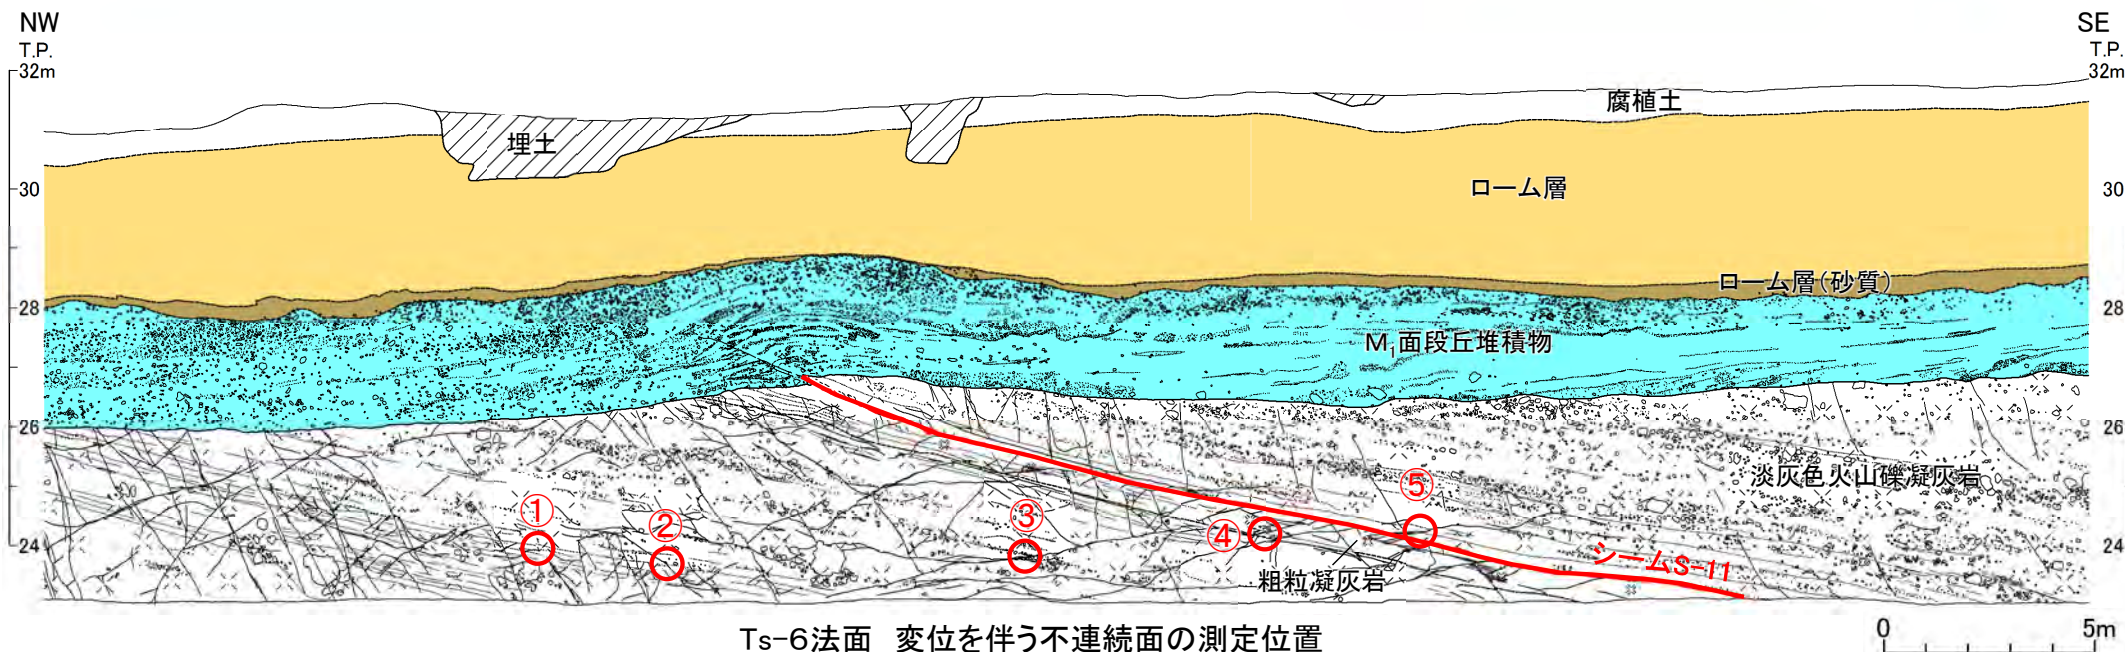 NW
SE
T.P.
T.P.
32m
32m
腐植土
埋土
30
ローム層
30
ローム層(砂質)
28
28
M1面段丘堆積物
26
26
淡灰色火山礫凝灰岩
①
②
③
④
⑤
24
24
シームS-11
粗粒凝灰岩
Ts-6法面 変位を伴う不連続面の測定位置
0
5m